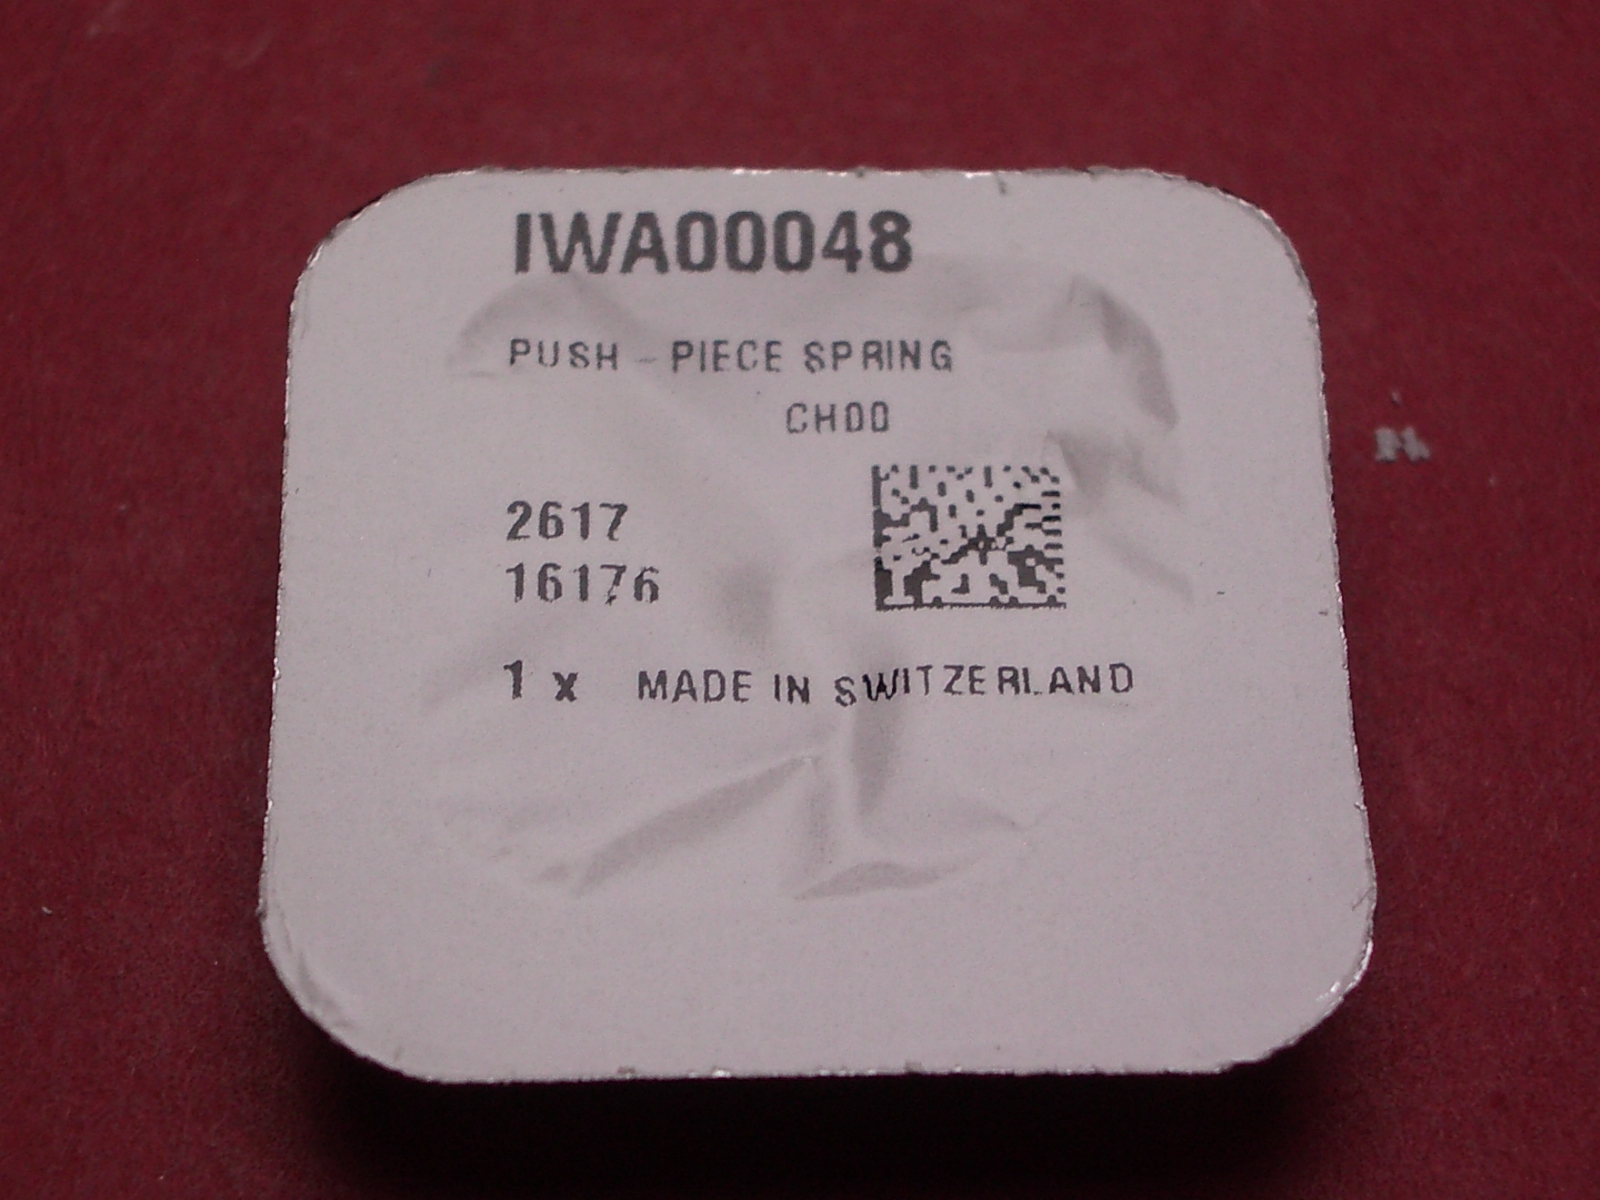 IWA00048
PUSH - PIECE SPRING
CH00
2617
16176
1 x MADE IN SWITZERLAND